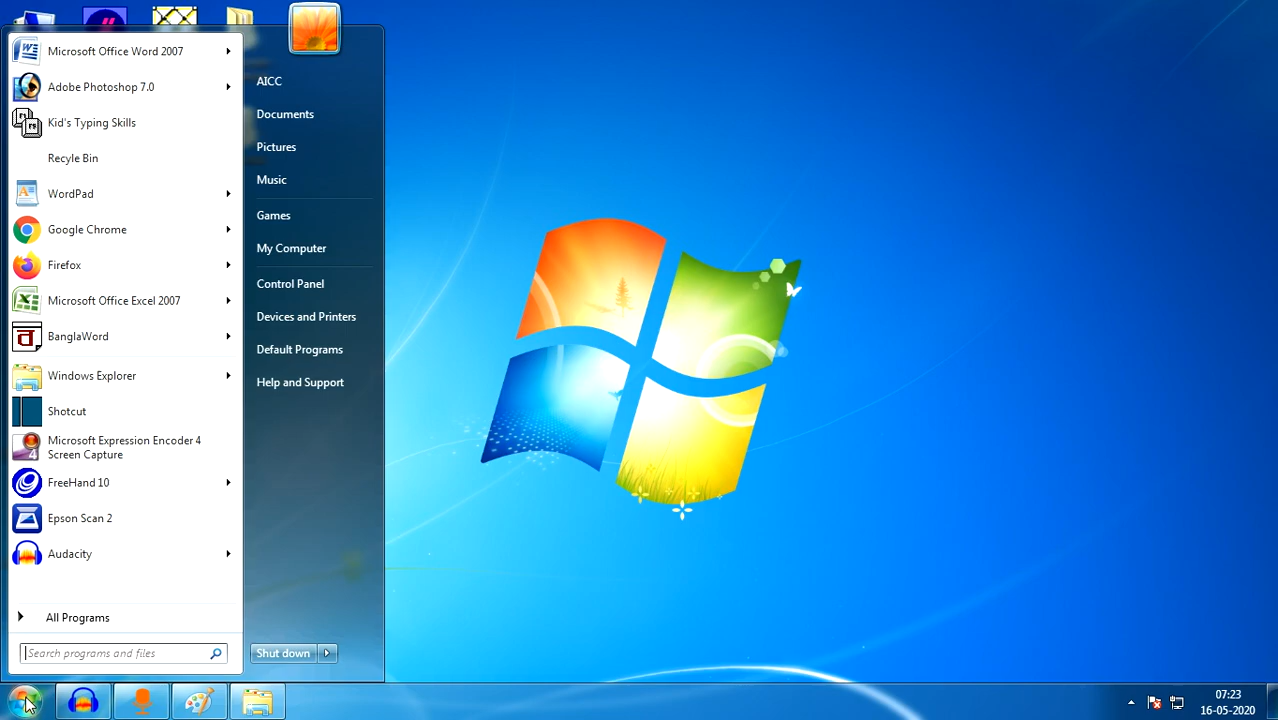 Microsoft Office Word 2007
Adobe Photoshop 7.0
Kid's Typing Skills
Recyle Bin
WordPad
Google Chrome
Firefox
Microsoft Office Excel 2007
BanglaWord
Windows Explorer
Shotcut
Microsoft Expression Encoder 4
Screen Capture
FreeHand 10
Epson Scan 2
Audacity
All Programs
Search programs and files
AICC
Documents
Pictures
Music
Games
My Computer
Control Panel
Devices and Printers
Default Programs
Help and Support
Shut down
07:23
16-05-2020